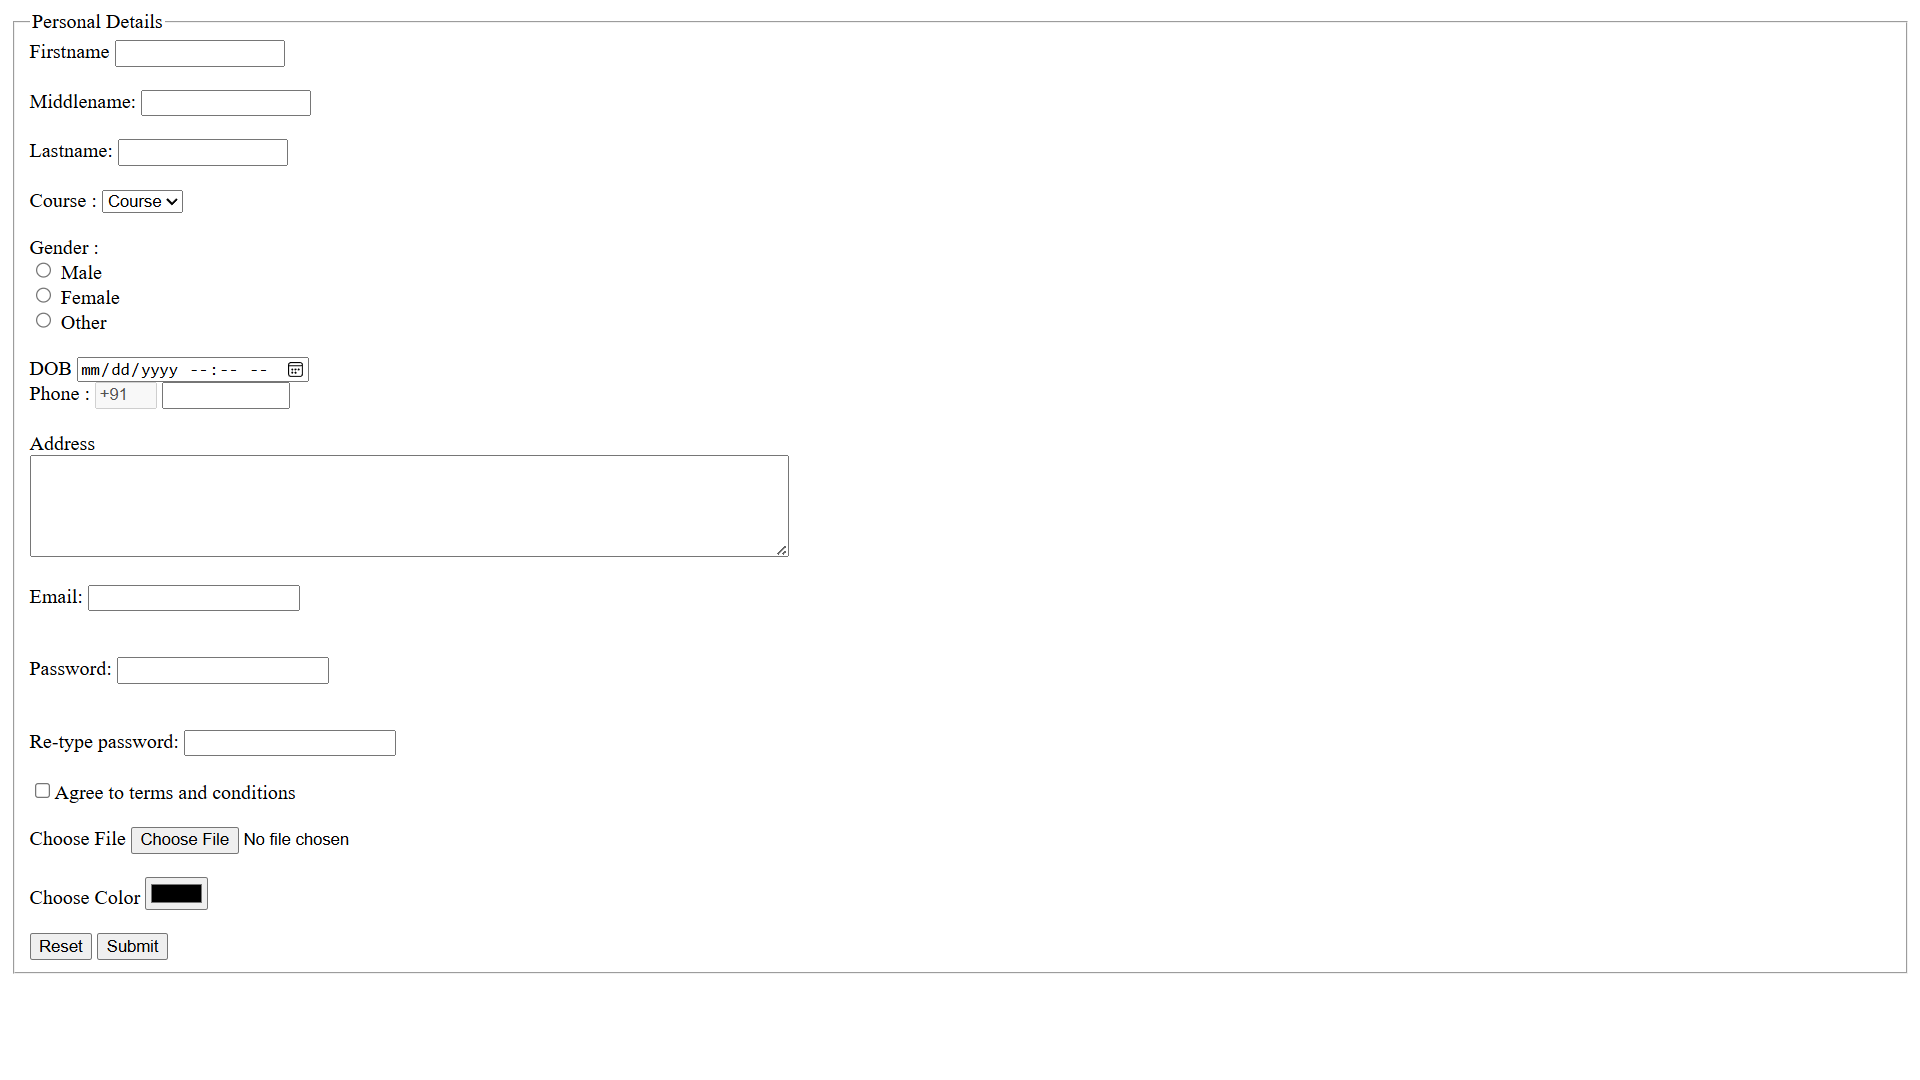 Personal Details
Firstname
Middlename:
Lastname:
Course : Course
Gender :
Male
Female
Other
DOB mm/dd/yyyy --:-- --
Phone : +91
Address
Email:
Password:
Re-type password:
Agree to terms and conditions
Choose File Choose File No file chosen
Choose Color
Reset Submit